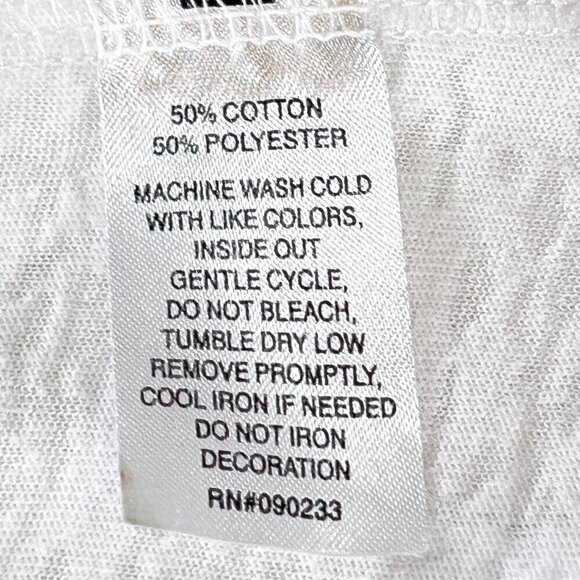 50% COTTON
50% POLYESTER
MACHINE WASH COLD
WITH LIKE COLORS,
INSIDE OUT
GENTLE CYCLE,
DO NOT BLEACH,
TUMBLE DRY LOW
REMOVE PROMPTLY,
COOL IRON IF NEEDED
DO NOT IRON
DECORATION
RN#090233